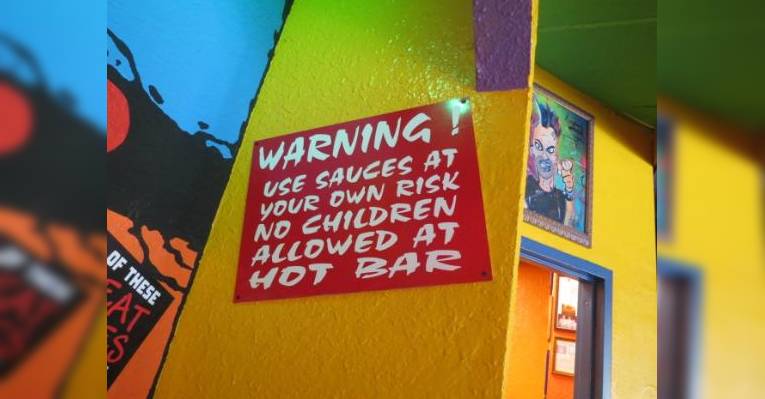 WARNING!
USE SAUCES AT
YOUR OWN RISK
NO CHILDREN
ALLOWED AT
HOT BAR
OF THESE